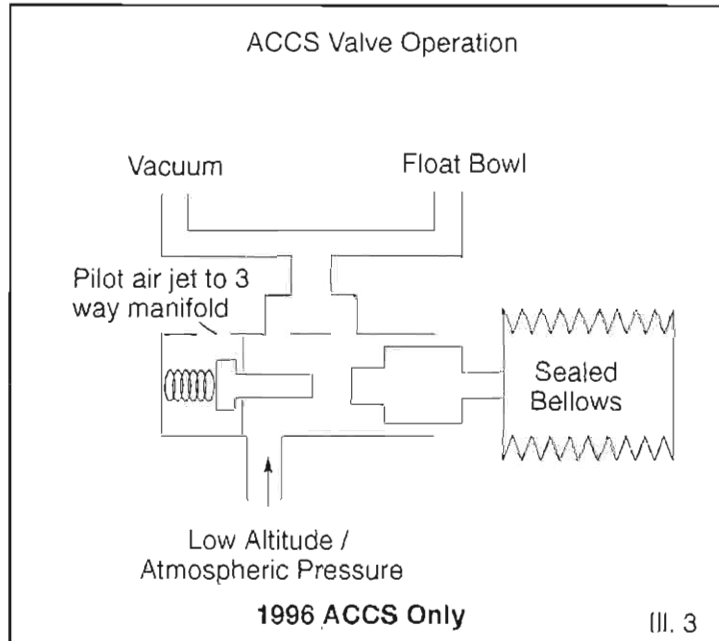 ACCS Valve Operation
Vacuum
Float Bowl
Pilot air jet to 3
way manifold
Sealed
Bellows
Low Altitude /
Atmospheric Pressure
1996 ACCS Only
Ill. 3